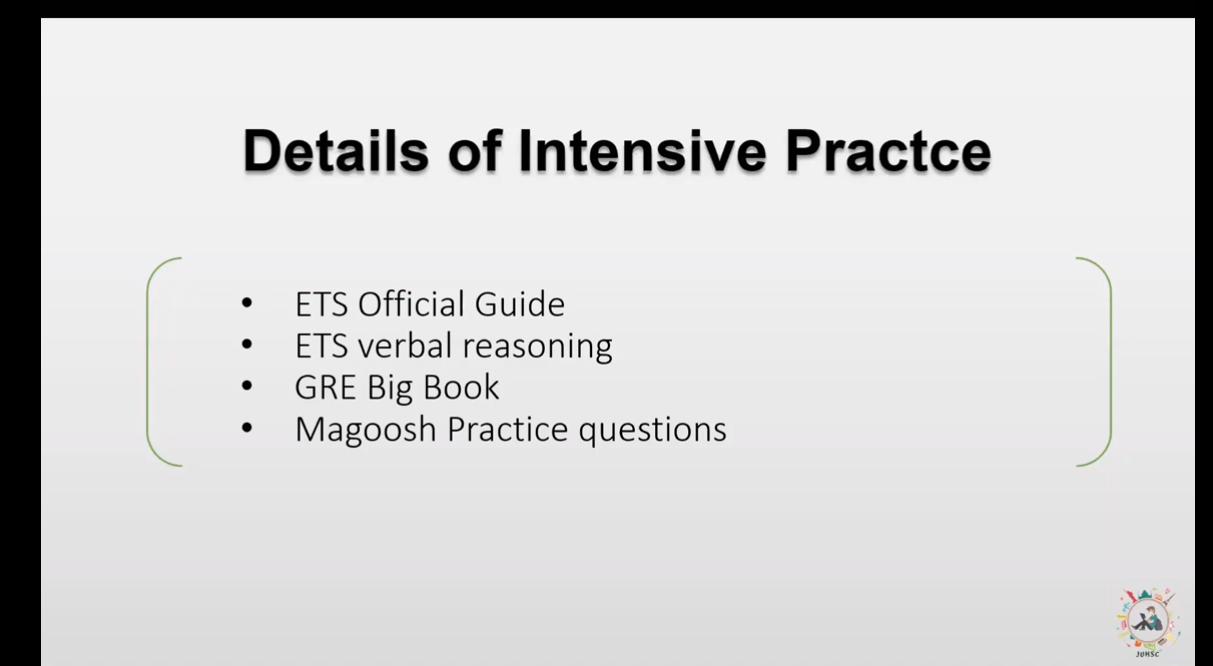 Details of Intensive Practce
• ETS Official Guide
• ETS verbal reasoning
• GRE Big Book
• Magoosh Practice questions
JUHSC